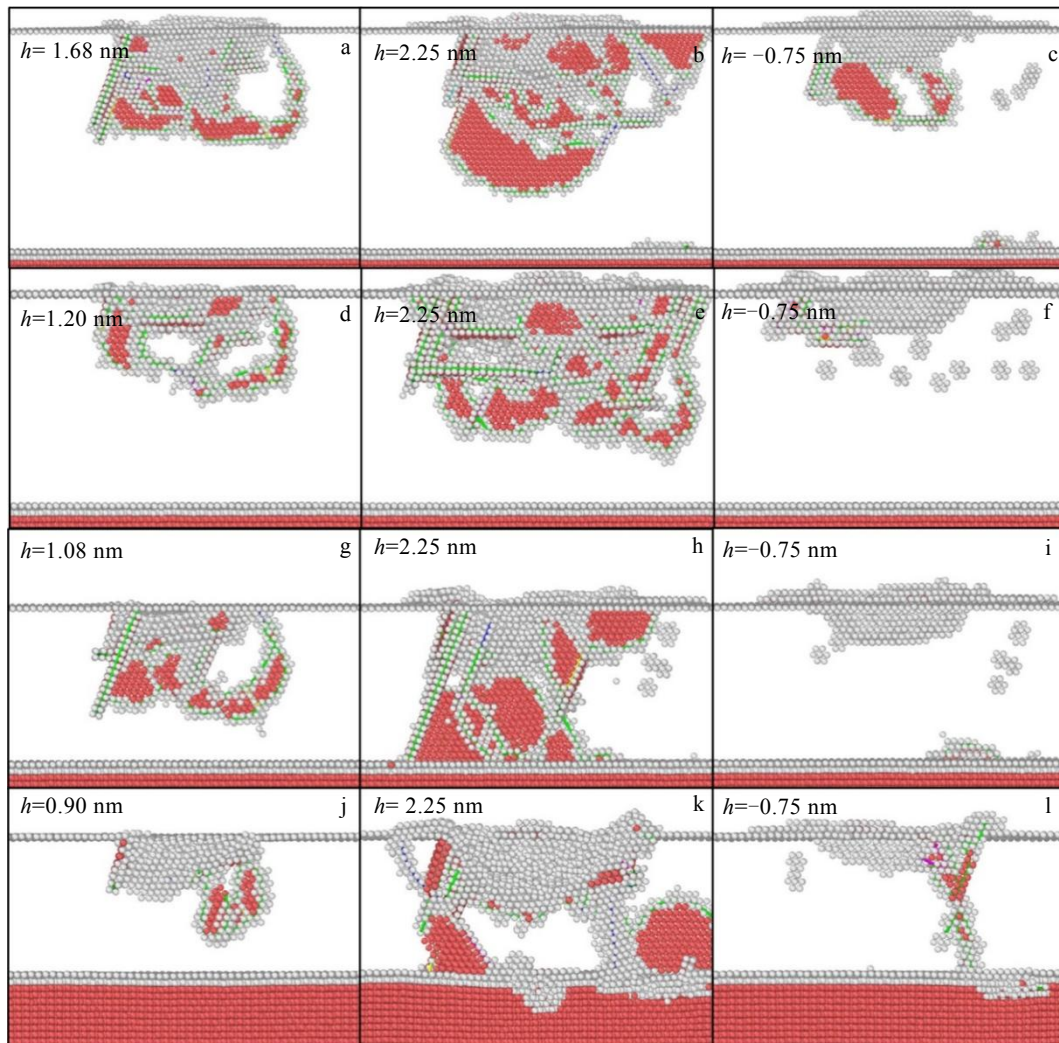 h= 1.68 nm a
h=2.25 nm b
h= −0.75 nm c
h=1.20 nm d
h=2.25 nm e
h=−0.75 nm f
h=1.08 nm g
h=2.25 nm h
h=−0.75 nm i
h=0.90 nm j
h= 2.25 nm k
h=−0.75 nm l